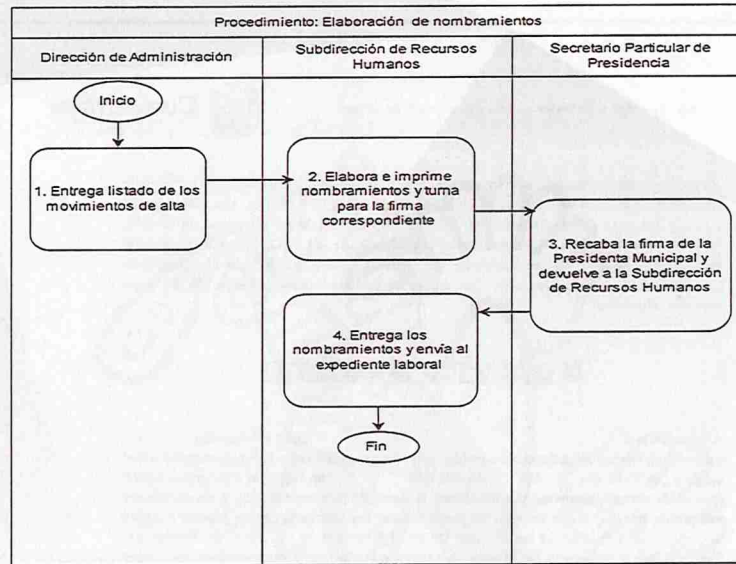 Procedimiento: Elaboración de nombramientos
Dirección de Administración
Subdirección de Recursos
Humanos
Secretario Particular de
Presidencia
Inicio
1. Entrega listado de los
movimientos de alta
2. Elabora e imprime
nombramientos y turna
para la firma
correspondiente
3. Recaba la firma de la
Presidenta Municipal y
devuelve a la Subdirección
de Recursos Humanos
4. Entrega los
nombramientos y envía al
expediente laboral
Fin